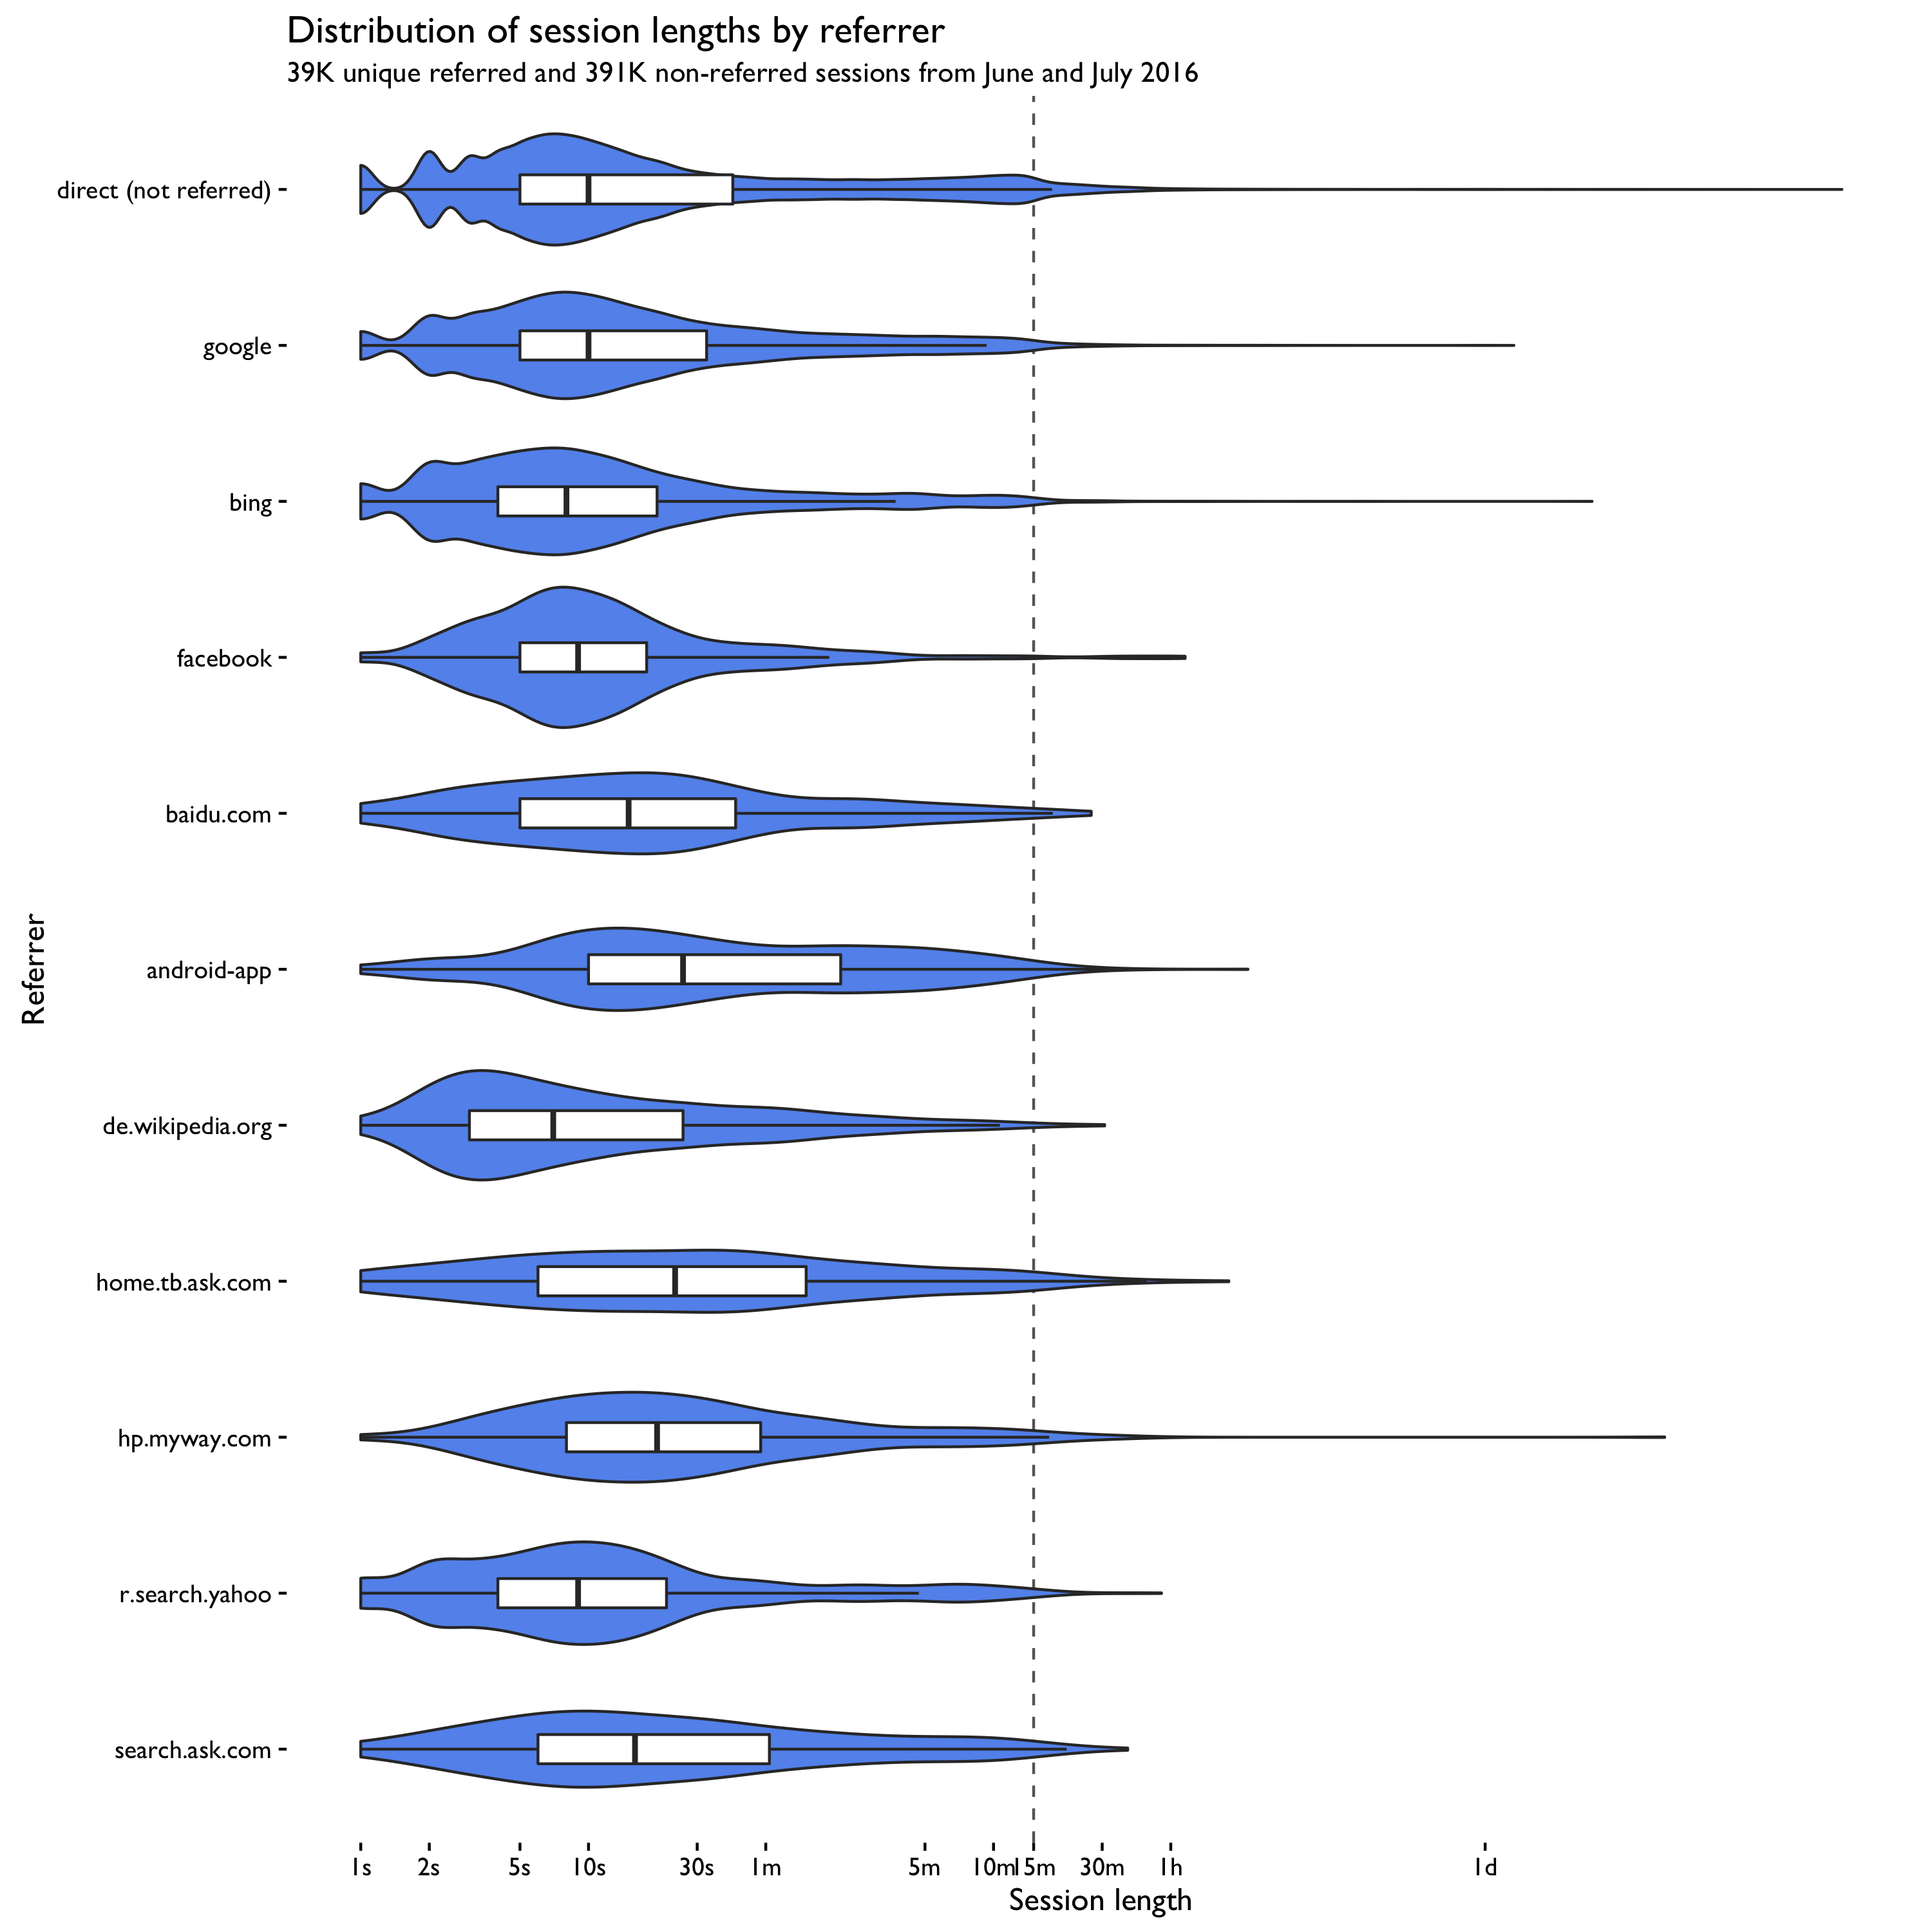 Distribution of session lengths by referrer
39K unique referred and 391K non-referred sessions from June and July 2016
direct (not referred)
google
bing
facebook
baidu.com
android-app
de.wikipedia.org
home.tb.ask.com
hp.myway.com
r.search.yahoo
search.ask.com
Referrer
1s 2s 5s 10s 30s 1m 5m 10m 15m 30m 1h 1d
Session length